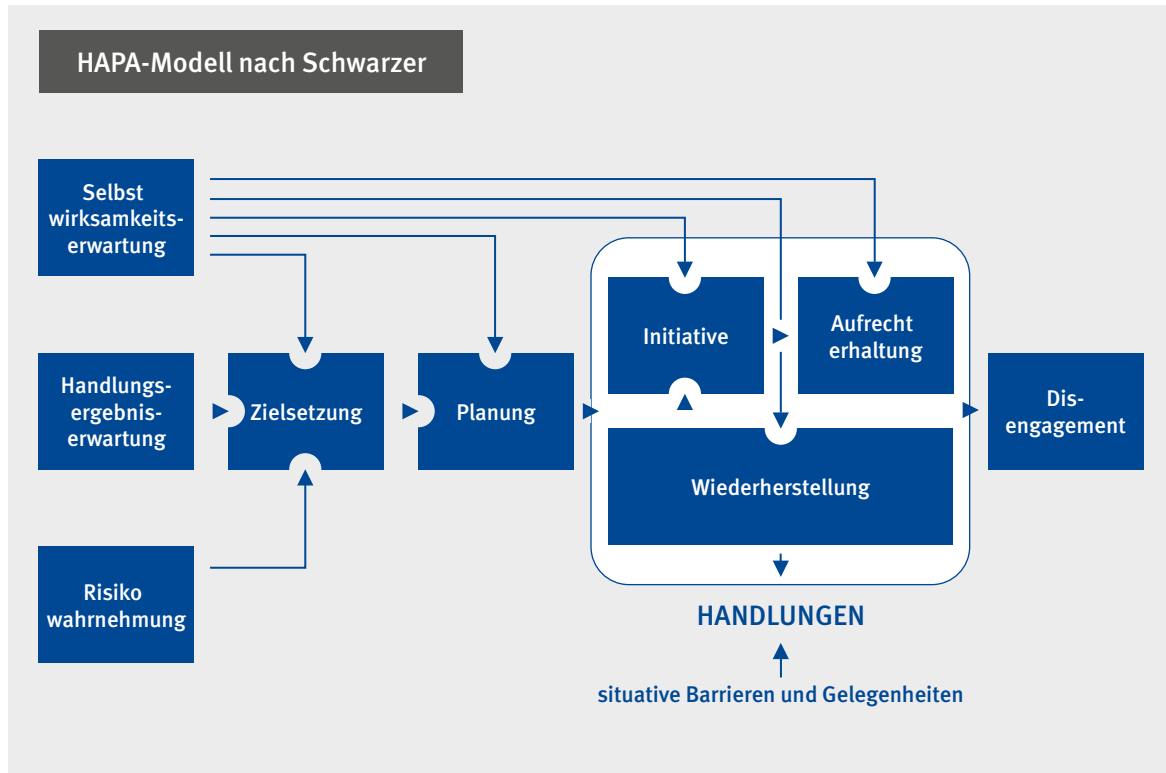 HAPA-Modell nach Schwarzer
Selbst
wirksamkeits-
erwartung
Handlungs-
ergebnis-
erwartung
Risiko
wahrnehmung
Zielsetzung
Planung
Initiative
Aufrecht
erhaltung
Wiederherstellung
Dis-
engagement
HANDLUNGEN
situative Barrieren und Gelegenheiten